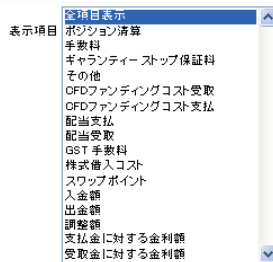 全項目表示
表示項目 ポジション清算
手数料
ギャランティーストップ保証料
その他
CFDファンディングコスト受取
CFDファンディングコスト支払
配当支払
配当受取
GST 手数料
株式借入コスト
スワップポイント
入金額
出金額
調整額
支払金に対する金利額
受取金に対する金利額